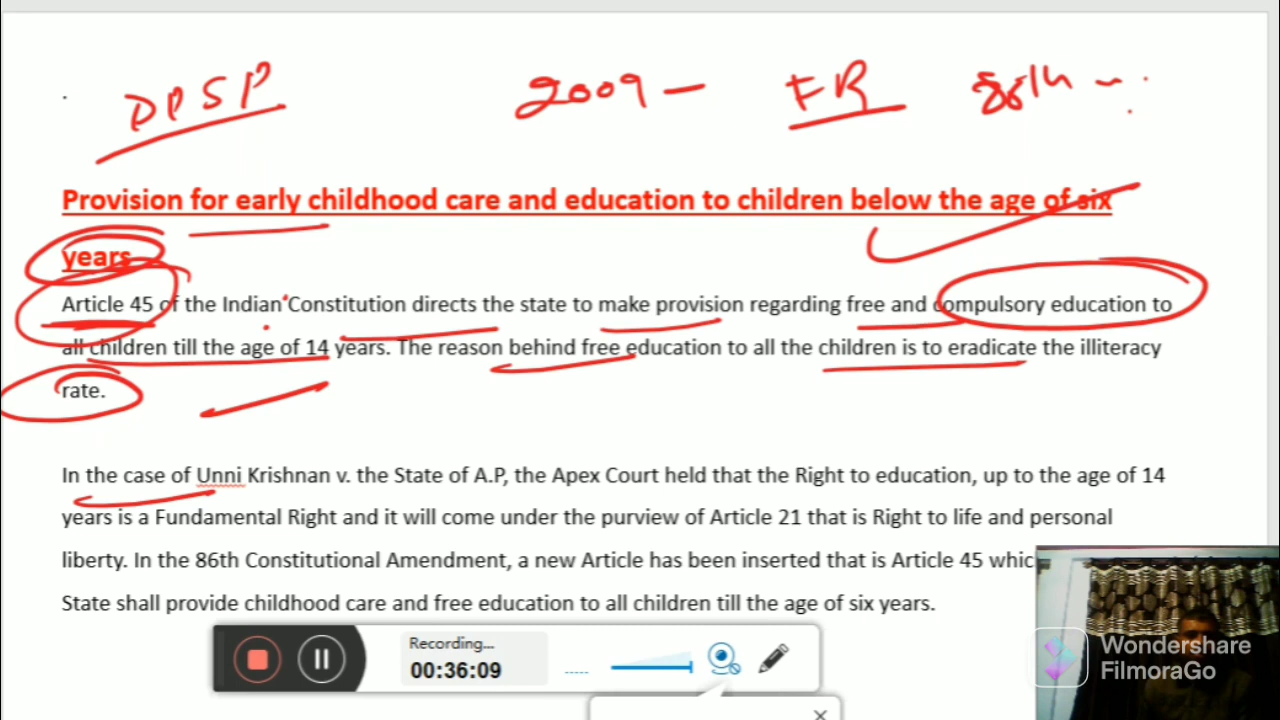 DPSP 2009 - FR 86th -
Provision for early childhood care and education to children below the age of six
years
Article 45 of the Indian Constitution directs the state to make provision regarding free and compulsory education to
all children till the age of 14 years. The reason behind free education to all the children is to eradicate the illiteracy
rate.
In the case of Unni Krishnan v. the State of A.P, the Apex Court held that the Right to education, up to the age of 14
years is a Fundamental Right and it will come under the purview of Article 21 that is Right to life and personal
liberty. In the 86th Constitutional Amendment, a new Article has been inserted that is Article 45 whic
State shall provide childhood care and free education to all children till the age of six years.
Recording...
00:36:09
Wondershare
FilmoraGo